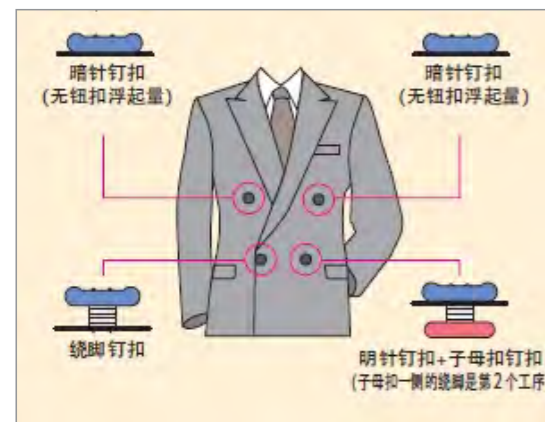 暗针钉扣
(无钮扣浮起量)
暗针钉扣
(无钮扣浮起量)
绕脚钉扣
明针钉扣+子母扣钉扣
(子母扣一侧的绕脚是第2个工序